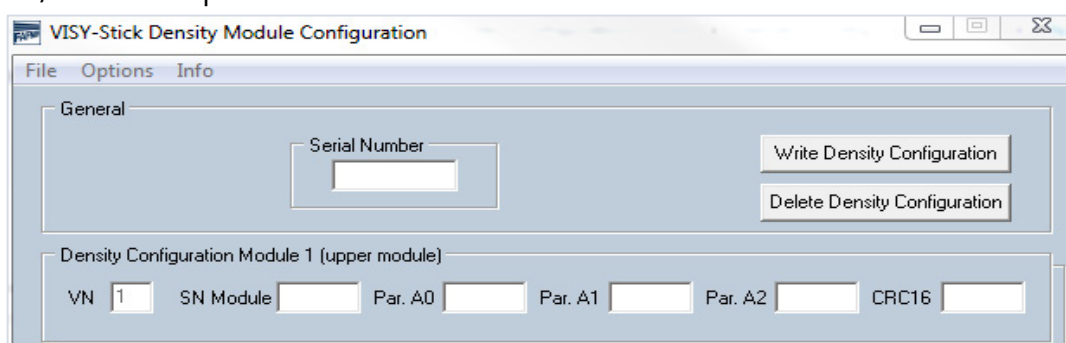 VISY-Stick Density Module Configuration
File Options Info
General
Serial Number
Write Density Configuration
Delete Density Configuration
Density Configuration Module 1 (upper module)
VN 1 SN Module Par. A0 Par. A1 Par. A2 CRC16